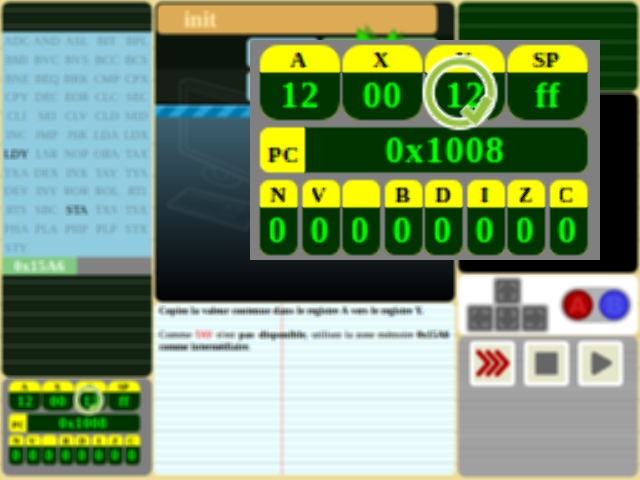 init
ADC AND ASL BIT BPL
BMI BVC BVS BCC BCS
BNE BEQ BRK CMP CPX
CPY DEC EOR CLC SEC
CLI SEI CLV CLD SED
INC JMP JSR LDA LDX
LDY LSR NOP ORA TAX
TXA DEX INX TAY TYA
DEY INY ROR ROL RTI
RTS SBC STA TXS TSX
PHA PLA PHP PLP STX
STY
0x15A6
A X Y SP
12 00 12 ff
PC 0x1008
N V B D I Z C
0 0 0 0 0 0 0 0
Copiez la valeur contenue dans le registre A vers le registre Y.
Comme TAY n'est pas disponible, utiliser la zone mémoire 0x15A6
comme intermédiaire.
A B
A X SP
12 00 12 ff
PC 0x1008
N V B D I Z C
0 0 0 0 0 0 0 0